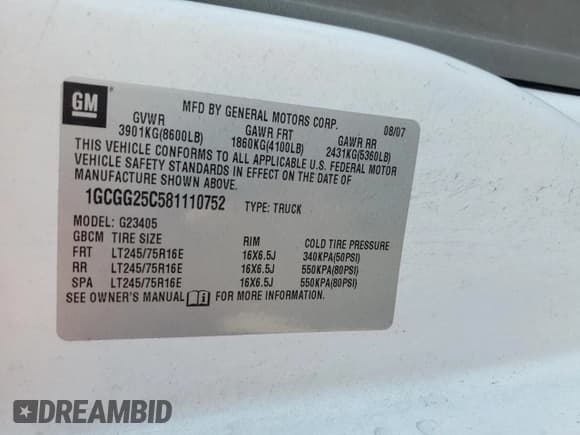 GM
MFD BY GENERAL MOTORS CORP. 08/07
GVWR GAWR FRT GAWR RR
3901KG(8600LB) 1860KG(4100LB) 2431KG(5360LB)
THIS VEHICLE CONFORMS TO ALL APPLICABLE U.S. FEDERAL MOTOR
VEHICLE SAFETY STANDARDS IN EFFECT ON THE DATE OF
MANUFACTURE SHOWN ABOVE.
1GCGG25C581110752 TYPE: TRUCK
MODEL: G23405
GBCM TIRE SIZE RIM COLD TIRE PRESSURE
FRT LT245/75R16E 16X6.5J 340KPA(50PSI)
RR LT245/75R16E 16X6.5J 550KPA(80PSI)
SPA LT245/75R16E 16X6.5J 550KPA(80PSI)
SEE OWNER'S MANUAL FOR MORE INFORMATION.
DREAMBID